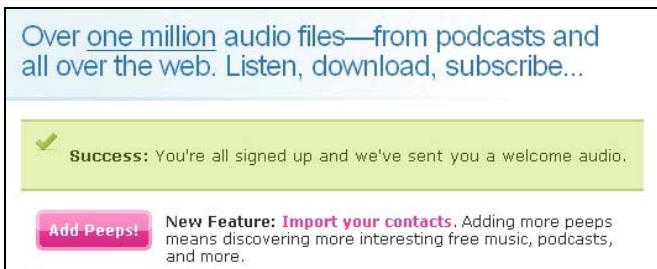 Over one million audio files—from podcasts and
all over the web. Listen, download, subscribe...
Success: You're all signed up and we've sent you a welcome audio.
Add Peeps!
New Feature: Import your contacts. Adding more peeps
means discovering more interesting free music, podcasts,
and more.